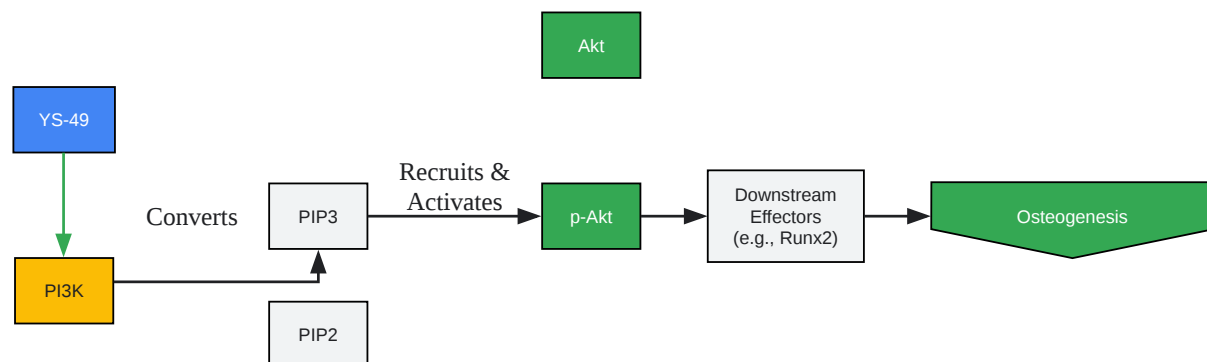 Akt
YS-49
Recruits &
Activates
Converts
PIP3
p-Akt
Downstream
Effectors
(e.g., Runx2)
Osteogenesis
PI3K
PIP2